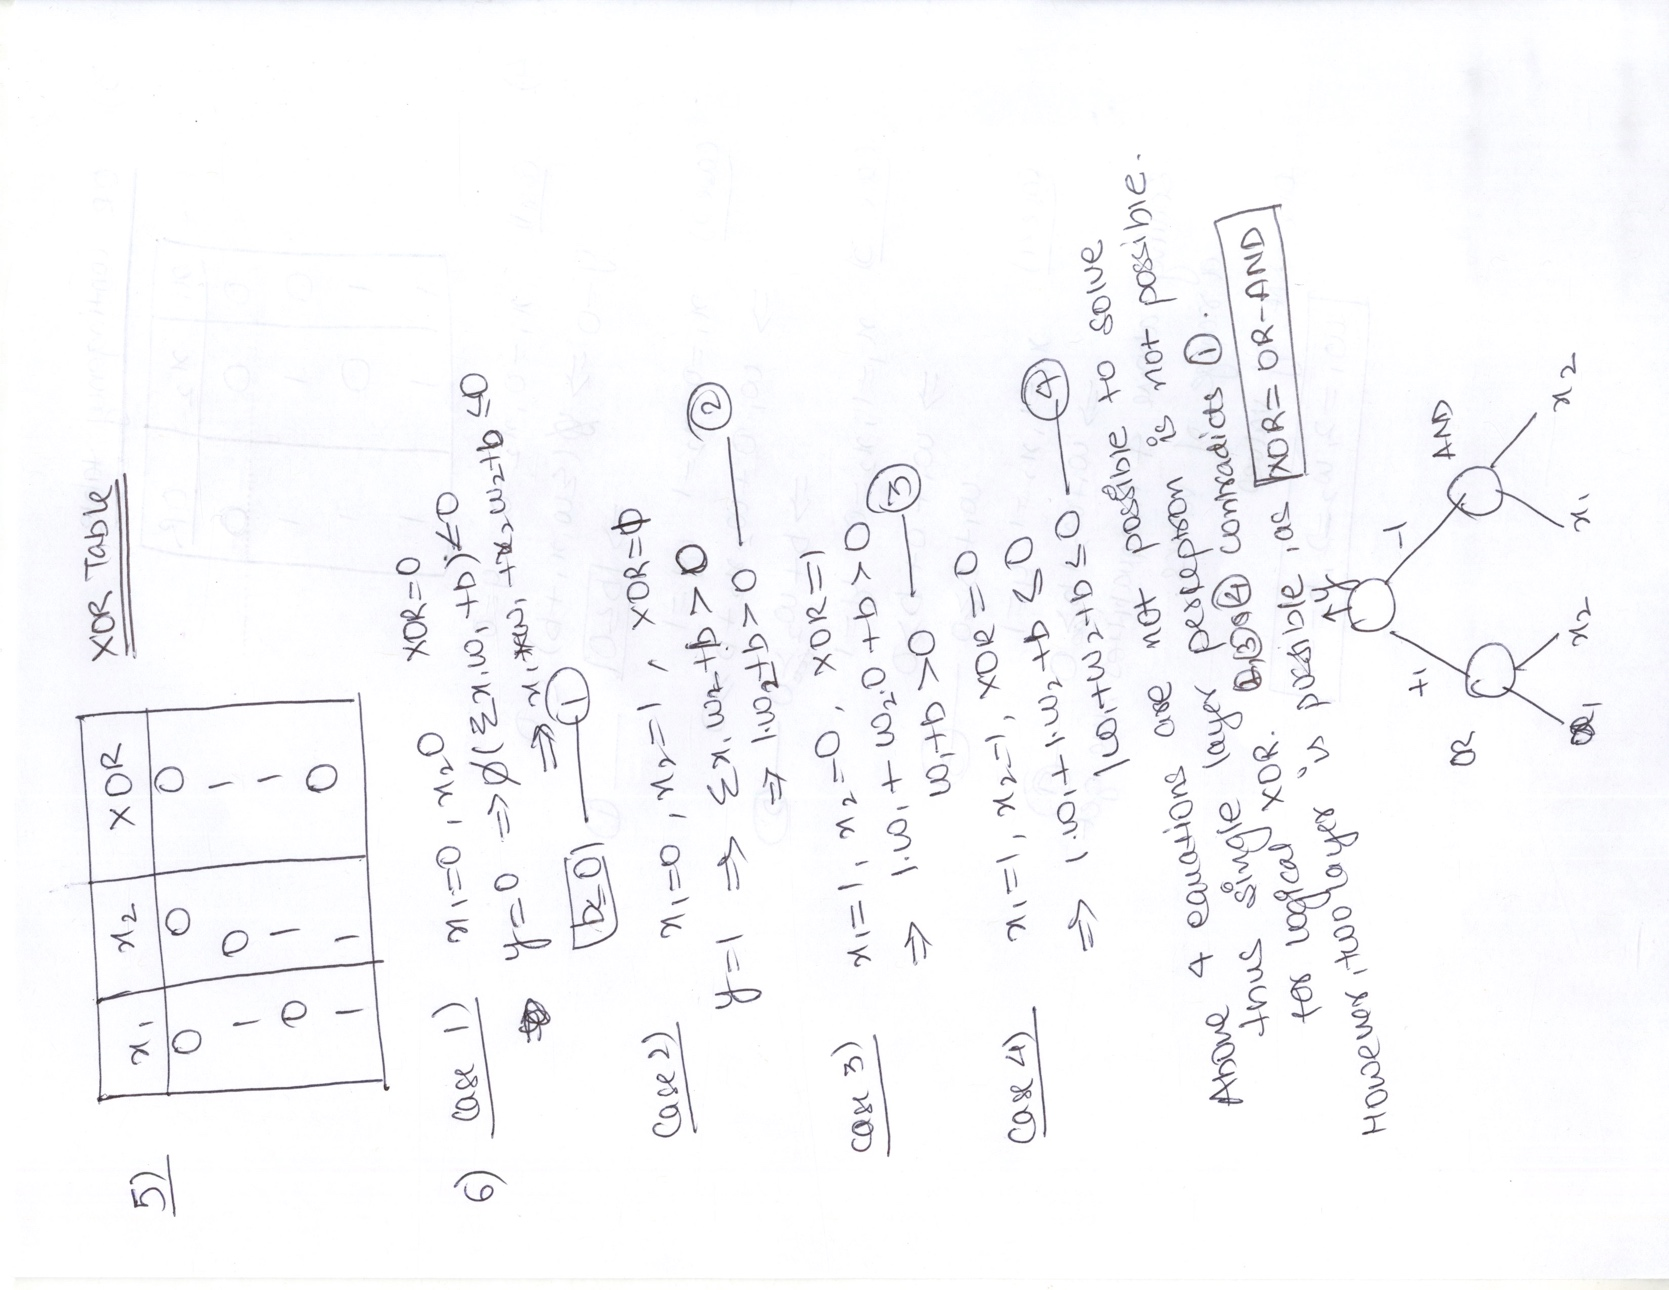 XOR Table
5)
x1 x2 XOR
0 0 0
1 0 1
0 1 1
1 1 0
6) Case 1) x1=0, x2 0 XOR=0
y=0 ⇒ ∅(Σx1w1+b)<0
⇒ x1w1+x2w2+b≤0
b≤0 ①
Case 2) x1=0, x2=1, XOR=1
y=1 ⇒ Σx1w2+b>0
⇒ 1.w2+b>0 ②
Case 3) x1=1, x2=0, XOR=1
⇒ 1.w1+w2.0+b>0
w1+b>0 ③
Case 4) x1=1, x2=1, XOR=0
⇒ 1.w1+1.w2+b≤0
1w1+w2+b≤0 ④
Above 4 equations are not possible to solve
thus single layer perseptron is not possible.
for logical XOR. ③④ contradicts ①.
However, two layer is possible, as XOR=OR-AND
y
+1 -1
OR AND
x2 x1 x2